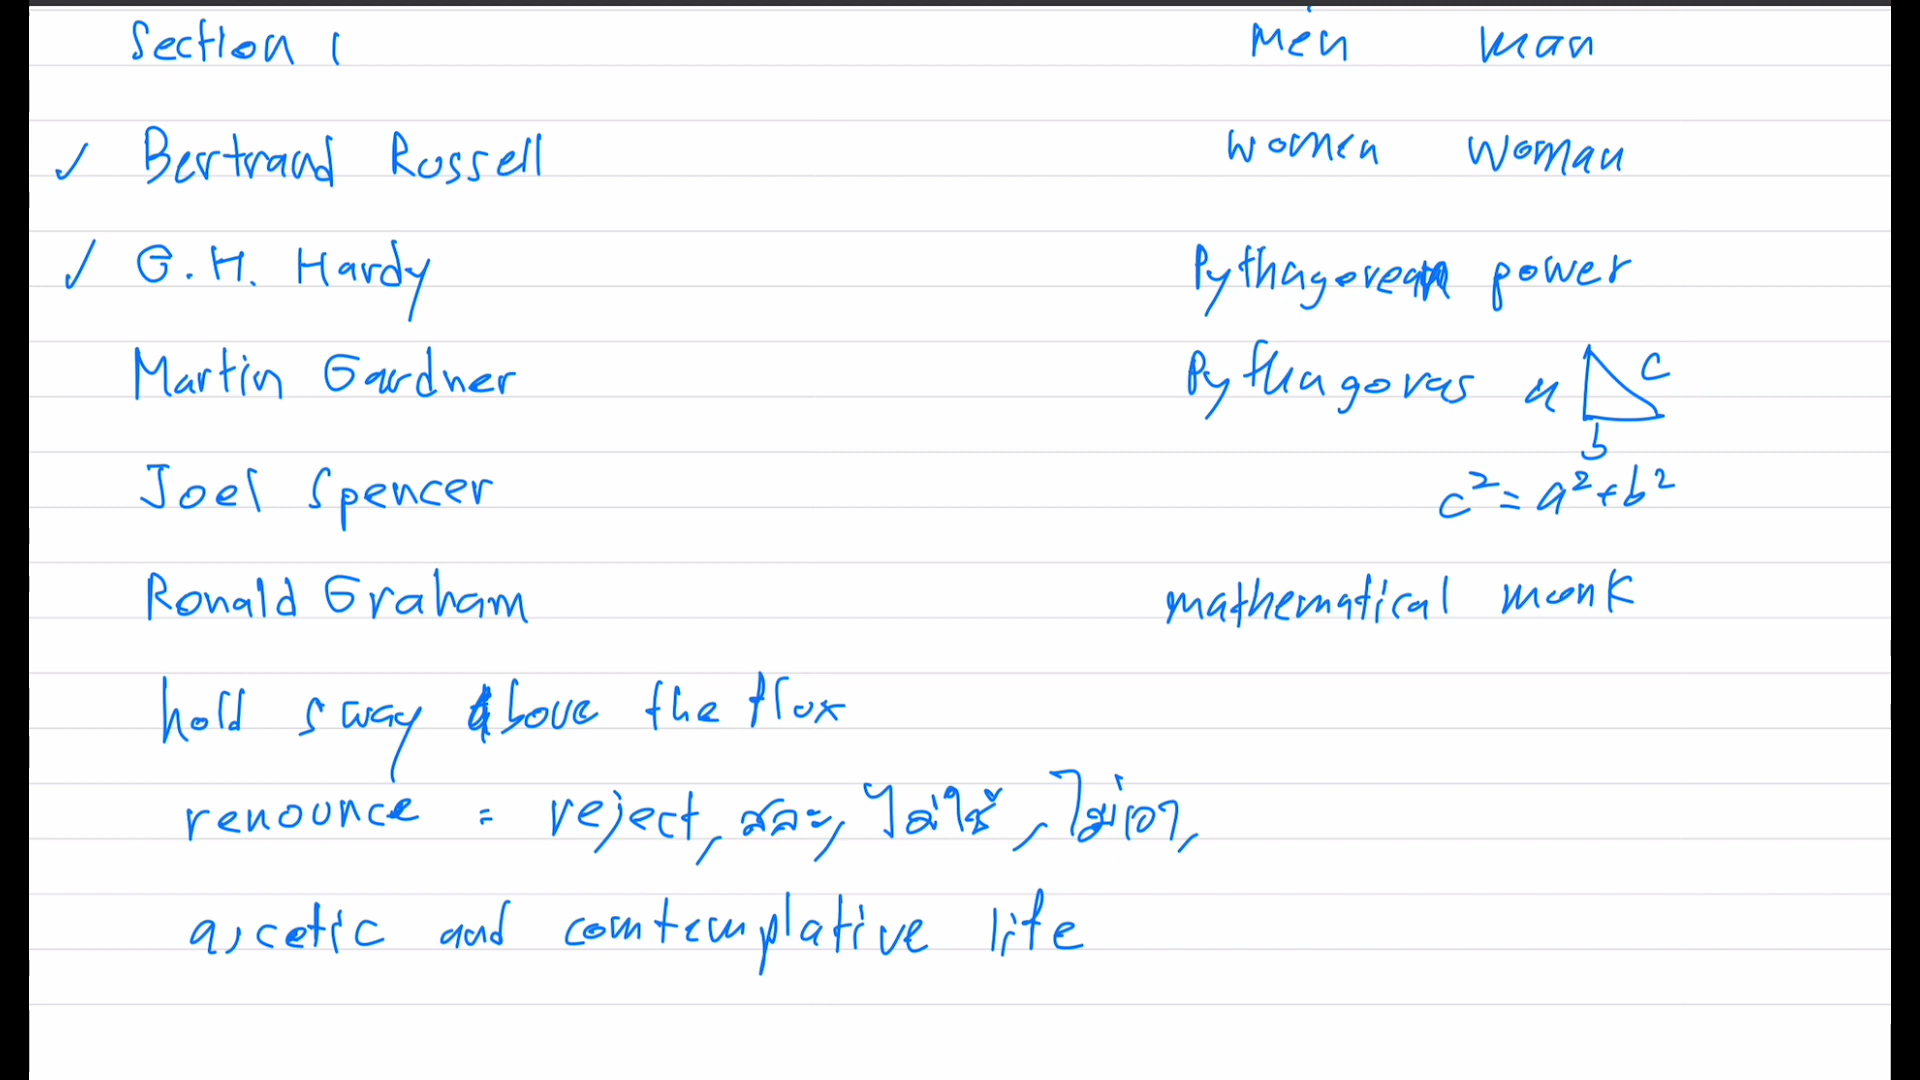 Section 1
men man
✓ Bertrand Russell
women woman
✓ G.H. Hardy
Pythagorean power
Martin Gardner
Pythagoras a c
b
Joel Spencer
c² = a² + b²
Ronald Graham
mathematical monk
hold sway above the flux
renounce = reject, สละ, ไม่ใช้, ไม่เอา,
ascetic and comtemplative life